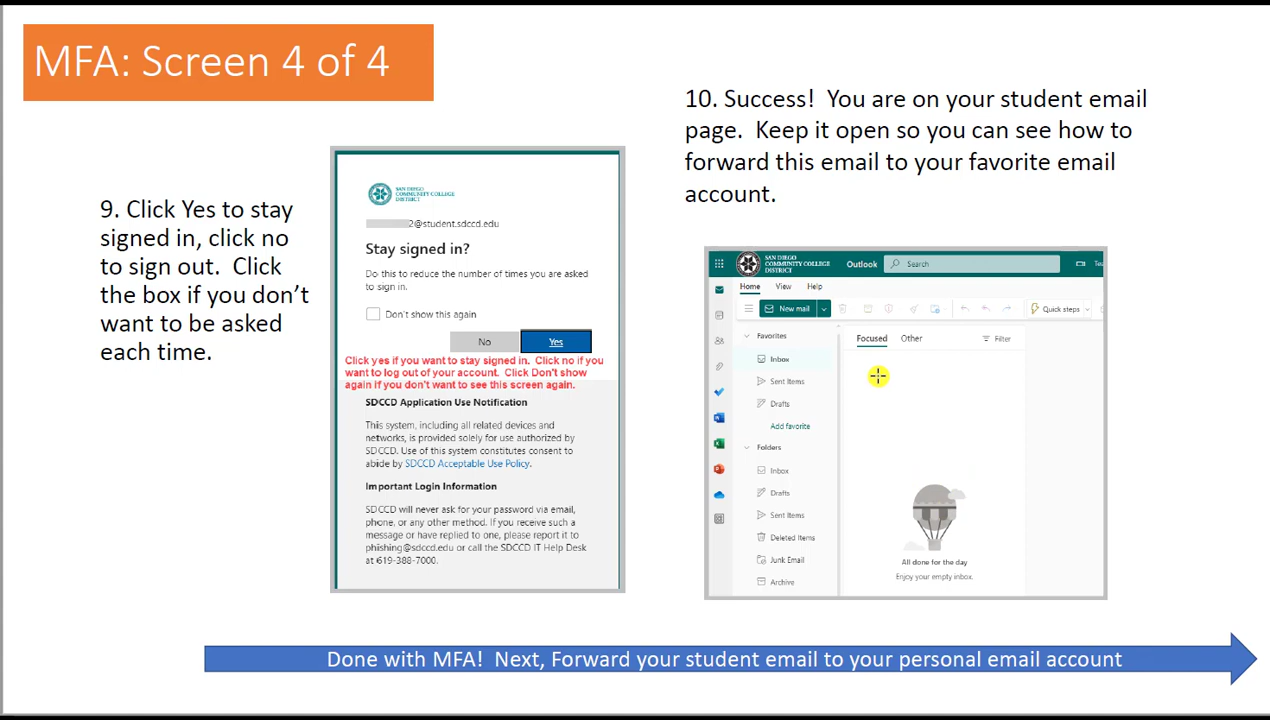 MFA: Screen 4 of 4
9. Click Yes to stay
signed in, click no
to sign out.  Click
the box if you don't
want to be asked
each time.
SAN DIEGO
COMMUNITY COLLEGE
DISTRICT
2@student.sdccd.edu
Stay signed in?
Do this to reduce the number of times you are asked
to sign in.
Don't show this again
No
Yes
Click yes if you want to stay signed in.  Click no if you
want to log out of your account.  Click Don't show
again if you don't want to see this screen again.
SDCCD Application Use Notification
This system, including all related devices and
networks, is provided solely for use authorized by
SDCCD. Use of this system constitutes consent to
abide by SDCCD Acceptable Use Policy.
Important Login Information
SDCCD will never ask for your password via email,
phone, or any other method. If you receive such a
message or have replied to one, please report it to
phishing@sdccd.edu or call the SDCCD IT Help Desk
at 619-388-7000.
10. Success!  You are on your student email
page.  Keep it open so you can see how to
forward this email to your favorite email
account.
SAN DIEGO
COMMUNITY COLLEGE
DISTRICT
Outlook
Search
Home
View
Help
New mail
Quick steps
Favorites
Inbox
Sent Items
Drafts
Add favorite
Folders
Inbox
Drafts
Sent Items
Deleted Items
Junk Email
Archive
Focused
Other
Filter
All done for the day
Enjoy your empty inbox.
Done with MFA!  Next, Forward your student email to your personal email account